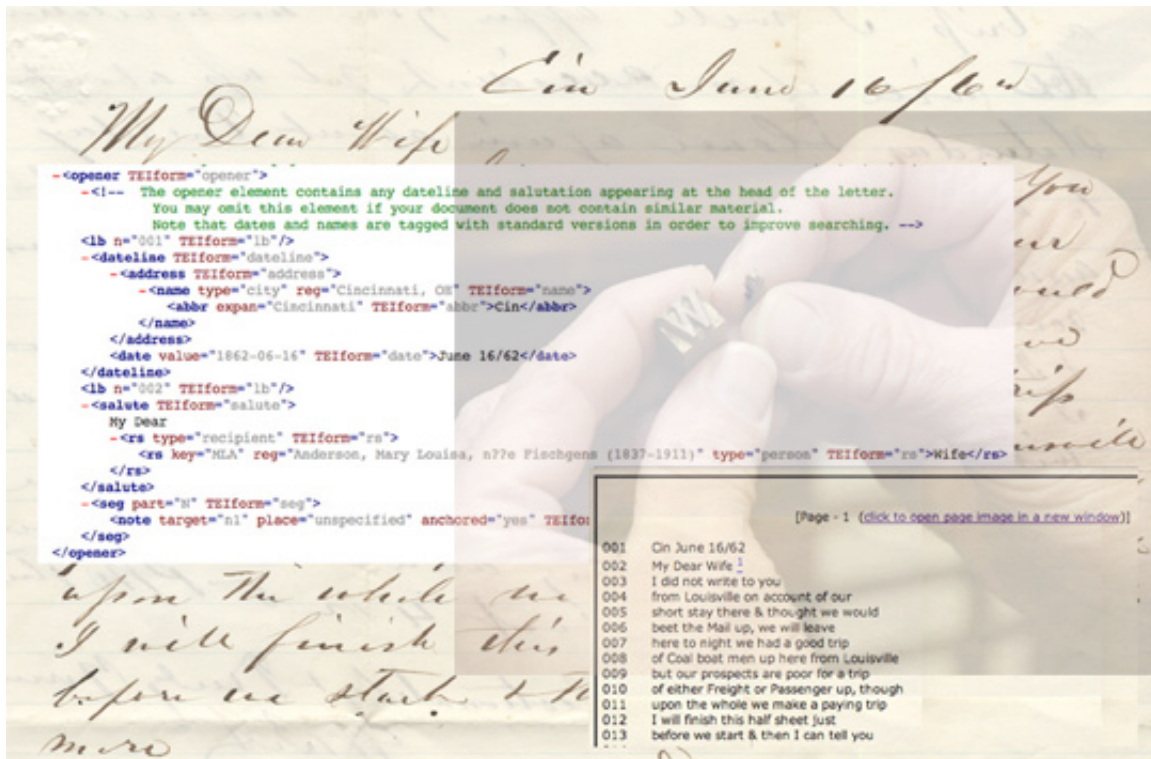 Cin June 16/62
My Dear Wife
You
-<opener TEIform="opener">
-<!-- The opener element contains any dateline and salutation appearing at the head of the letter.
You may omit this element if your document does not contain similar material.
Note that dates and names are tagged with standard versions in order to improve searching. -->
<lb n="001" TEIform="lb"/>
-<dateline TEIform="dateline">
-<address TEIform="address">
-<name type="city" reg="Cincinnati, OH" TEIform="name">
<abbr expan="Cincinnati" TEIform="abbr">Cin</abbr>
</name>
</address>
<date value="1862-06-16" TEIform="date">June 16/62</date>
</dateline>
<lb n="002" TEIform="lb"/>
-<salute TEIform="salute">
My Dear
-<rs type="recipient" TEIform="rs">
<rs key="MLA" reg="Anderson, Mary Louisa, n??e Fischgens (1837-1911)" type="person" TEIform="rs">Wife</rs>
</rs>
</salute>
-<seg part="N" TEIform="seg">
<note target="n1" place="unspecified" anchored="yes" TEIfo
</seg>
</opener>
W
[Page - 1 (click to open page image in a new window)]
001 Cin June 16/62
002 My Dear Wife 1
003 I did not write to you
004 from Louisville on account of our
005 short stay there & thought we would
006 beet the Mail up, we will leave
007 here to night we had a good trip
008 of Coal boat men up here from Louisville
009 but our prospects are poor for a trip
010 of either Freight or Passenger up, though
011 upon the whole we make a paying trip
012 I will finish this half sheet just
013 before we start & then I can tell you
upon the whole we
I will finish this
before we start & th
more